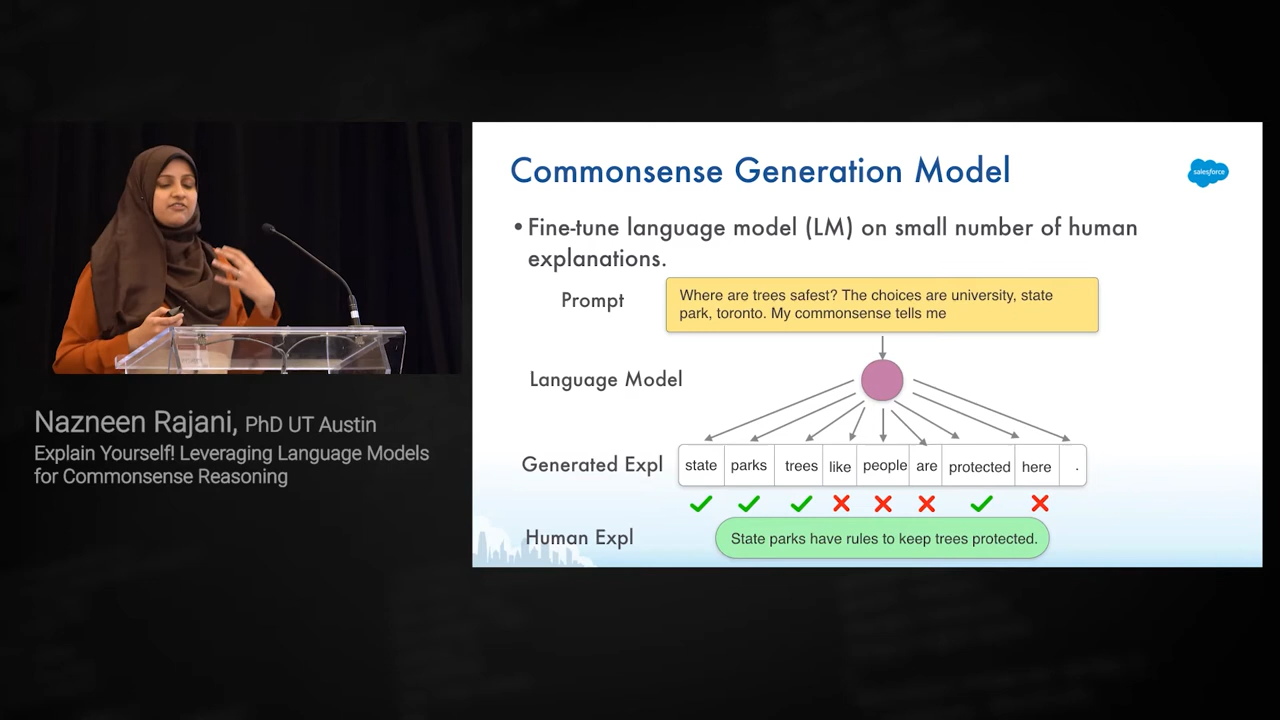 Nazneen Rajani, PhD UT Austin
Explain Yourself! Leveraging Language Models
for Commonsense Reasoning
Commonsense Generation Model
salesforce
• Fine-tune language model (LM) on small number of human
explanations.
Prompt
Where are trees safest? The choices are university, state
park, toronto. My commonsense tells me
Language Model
Generated Expl
state parks trees like people are protected here .
Human Expl
State parks have rules to keep trees protected.